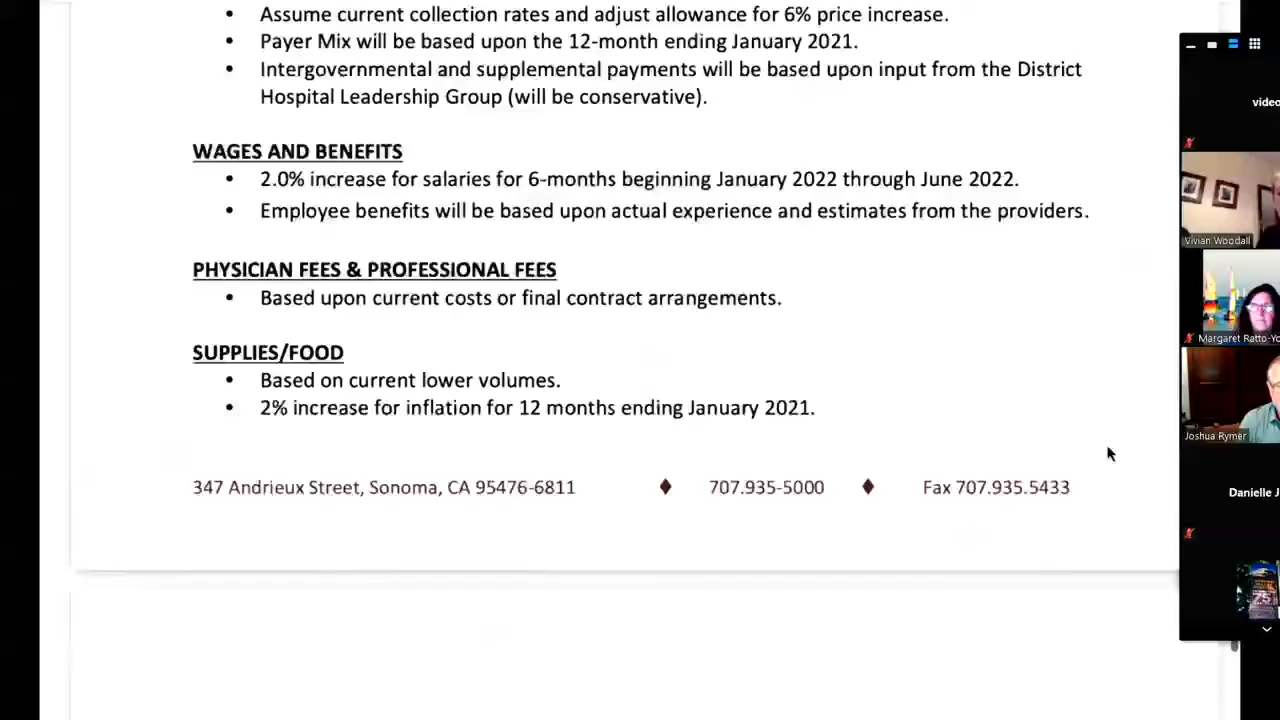 • Assume current collection rates and adjust allowance for 6% price increase.
• Payer Mix will be based upon the 12-month ending January 2021.
• Intergovernmental and supplemental payments will be based upon input from the District
Hospital Leadership Group (will be conservative).
WAGES AND BENEFITS
• 2.0% increase for salaries for 6-months beginning January 2022 through June 2022.
• Employee benefits will be based upon actual experience and estimates from the providers.
PHYSICIAN FEES & PROFESSIONAL FEES
• Based upon current costs or final contract arrangements.
SUPPLIES/FOOD
• Based on current lower volumes.
• 2% increase for inflation for 12 months ending January 2021.
347 Andrieux Street, Sonoma, CA 95476-6811 ♦ 707.935-5000 ♦ Fax 707.935.5433
video
Vivian Woodall
Margaret Ratto-Yo
Joshua Rymer
Danielle J
75